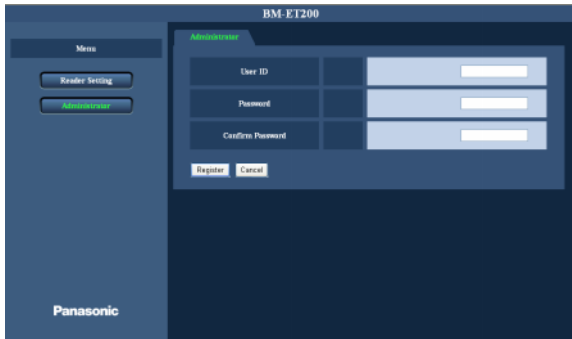 BM-ET200
Menu
Reader Setting
Administrator
Administrator
User ID
Password
Confirm Password
Register Cancel
Panasonic